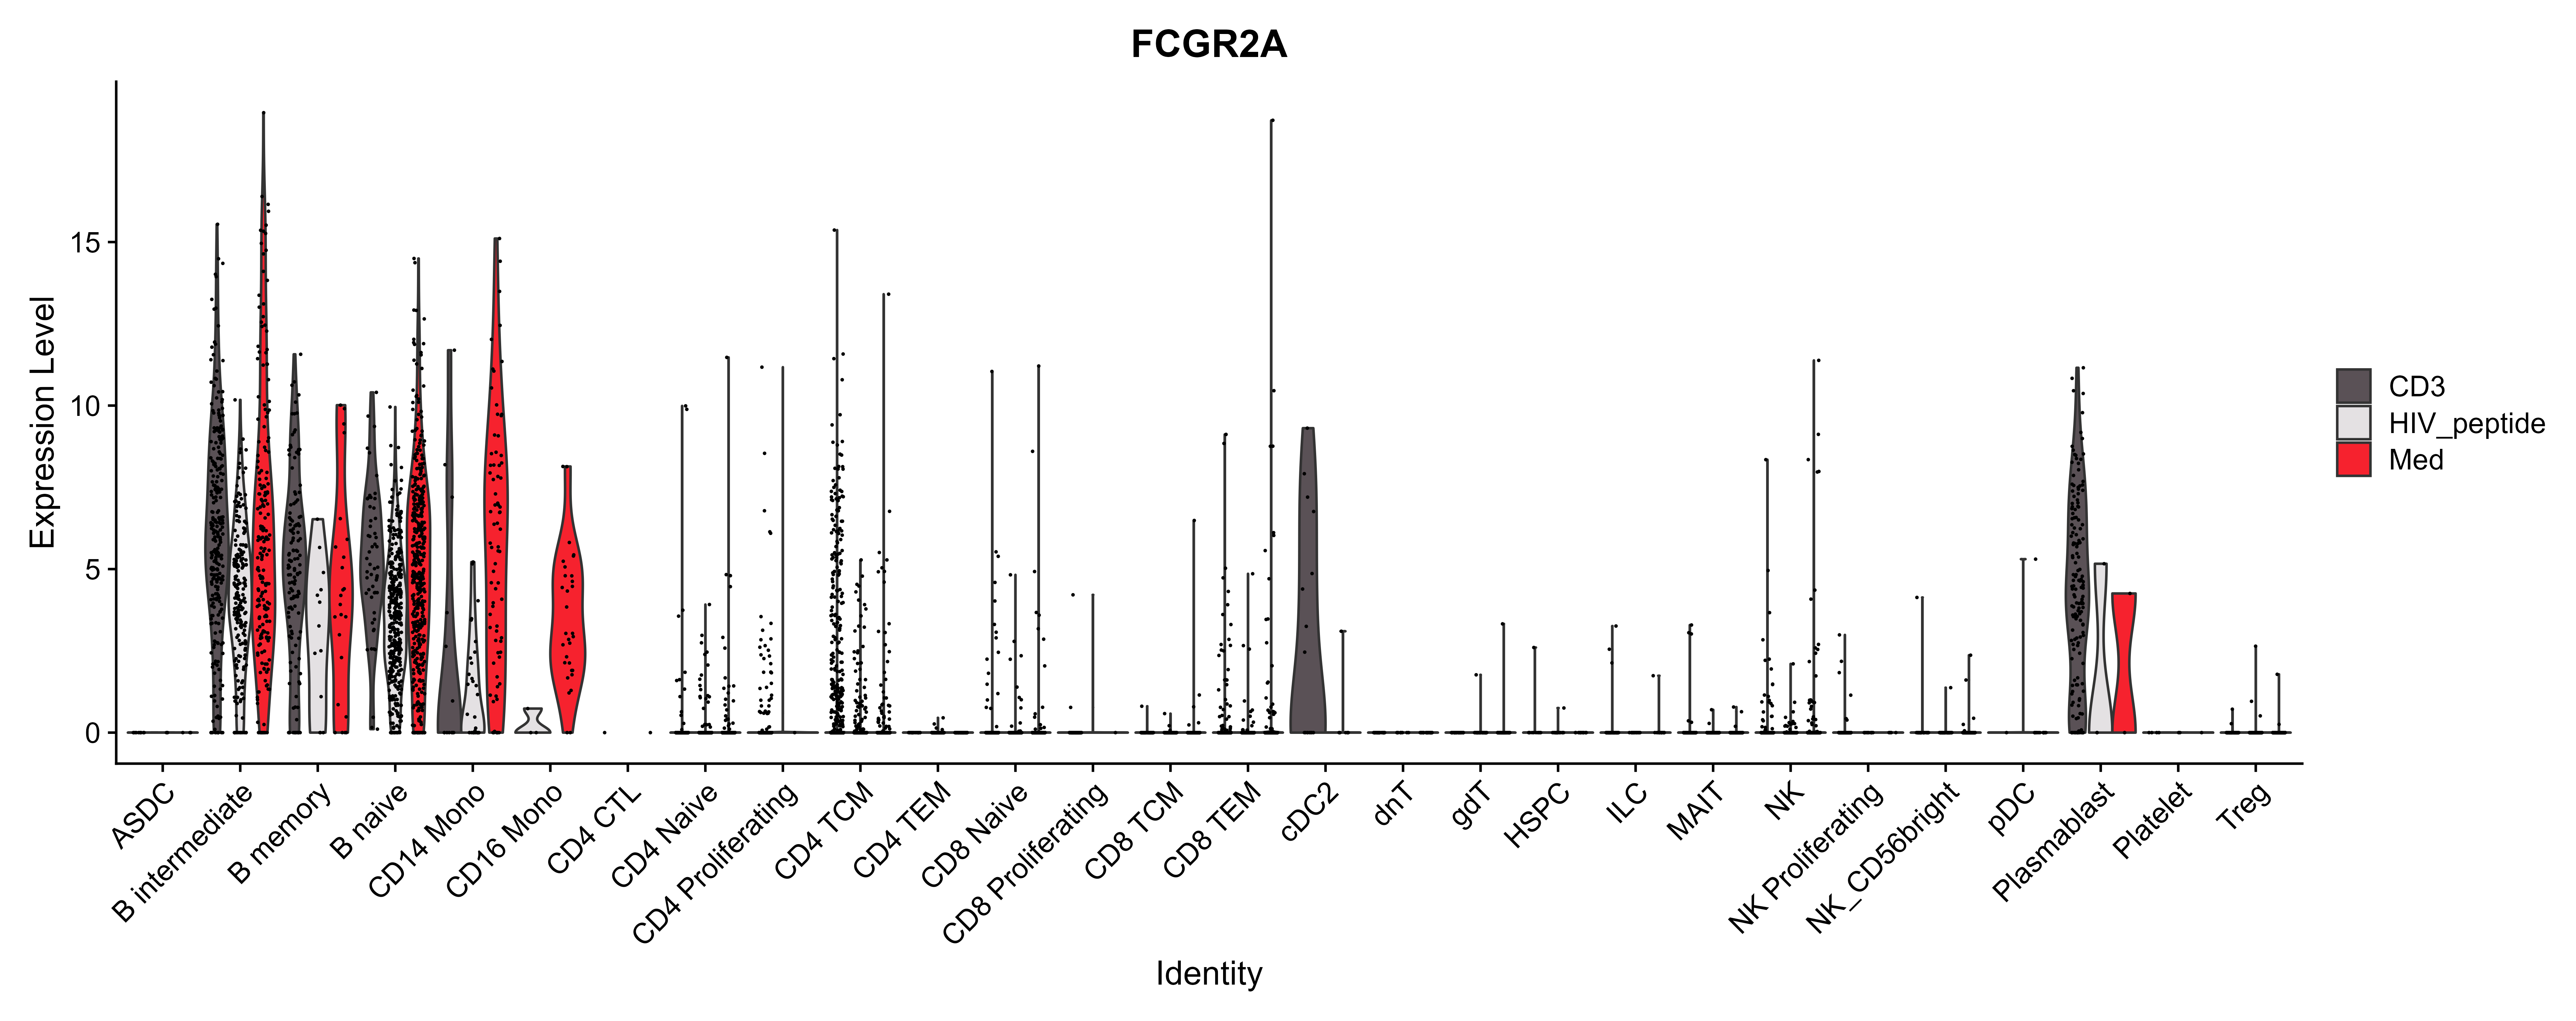 FCGR2A
Expression Level
15
10
5
0
ASDC
B intermediate
B memory
B naive
CD14 Mono
CD16 Mono
CD4 CTL
CD4 Naive
CD4 Proliferating
CD4 TCM
CD4 TEM
CD8 Naive
CD8 Proliferating
CD8 TCM
CD8 TEM
cDC2
dnT
gdT
HSPC
ILC
MAIT
NK
NK Proliferating
NK_CD56bright
pDC
Plasmablast
Platelet
Treg
Identity
CD3
HIV_peptide
Med